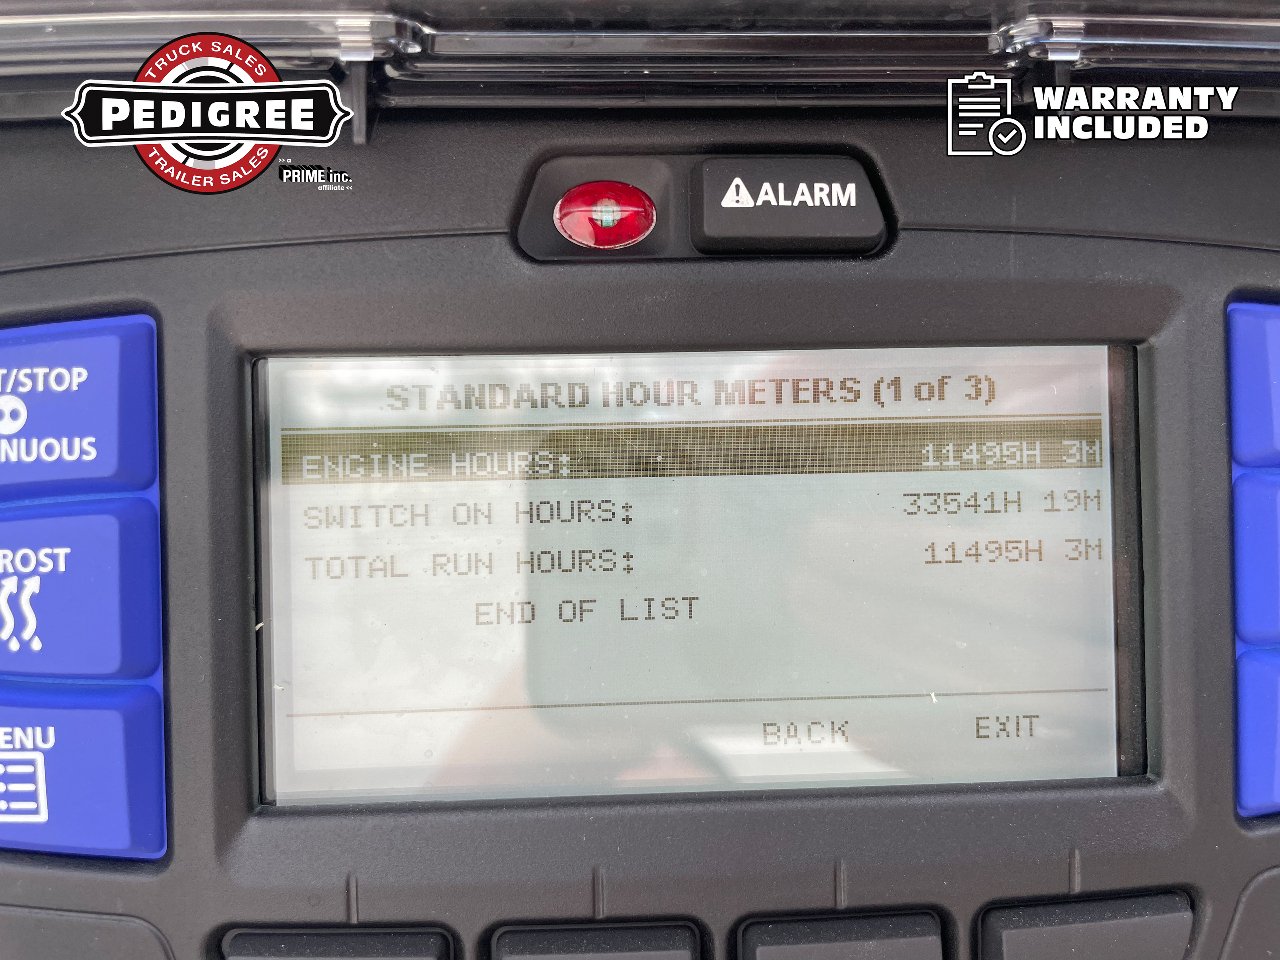 TRUCK SALES
PEDIGREE
TRAILER SALES
>> a
PRIME inc.
affiliate <<
WARRANTY
INCLUDED
ALARM
T/STOP
NUOUS
ROST
ENU
STANDARD HOUR METERS (1 of 3)
ENGINE HOURS: 11495H 3M
SWITCH ON HOURS: 33541H 19M
TOTAL RUN HOURS: 11495H 3M
END OF LIST
BACK EXIT